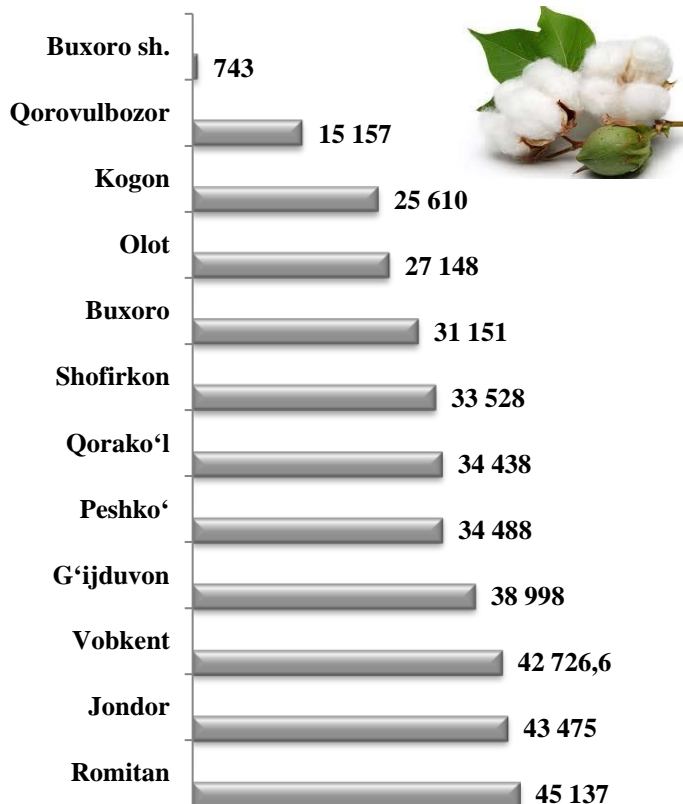 Buxoro sh.
743
Qorovulbozor
15 157
Kogon
25 610
Olot
27 148
Buxoro
31 151
Shofirkon
33 528
Qorako‘l
34 438
Peshko‘
34 488
G‘ijduvon
38 998
Vobkent
42 726,6
Jondor
43 475
Romitan
45 137